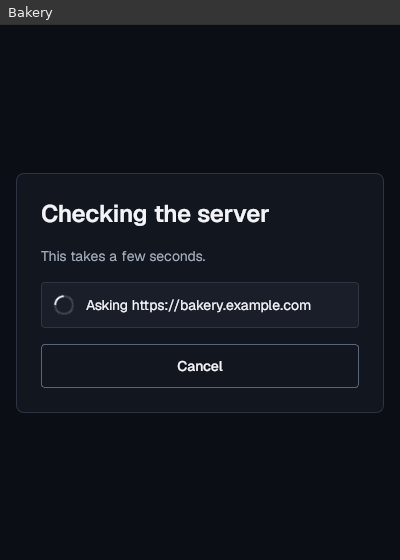 Bakery
Checking the server
This takes a few seconds.
Asking https://bakery.example.com
Cancel